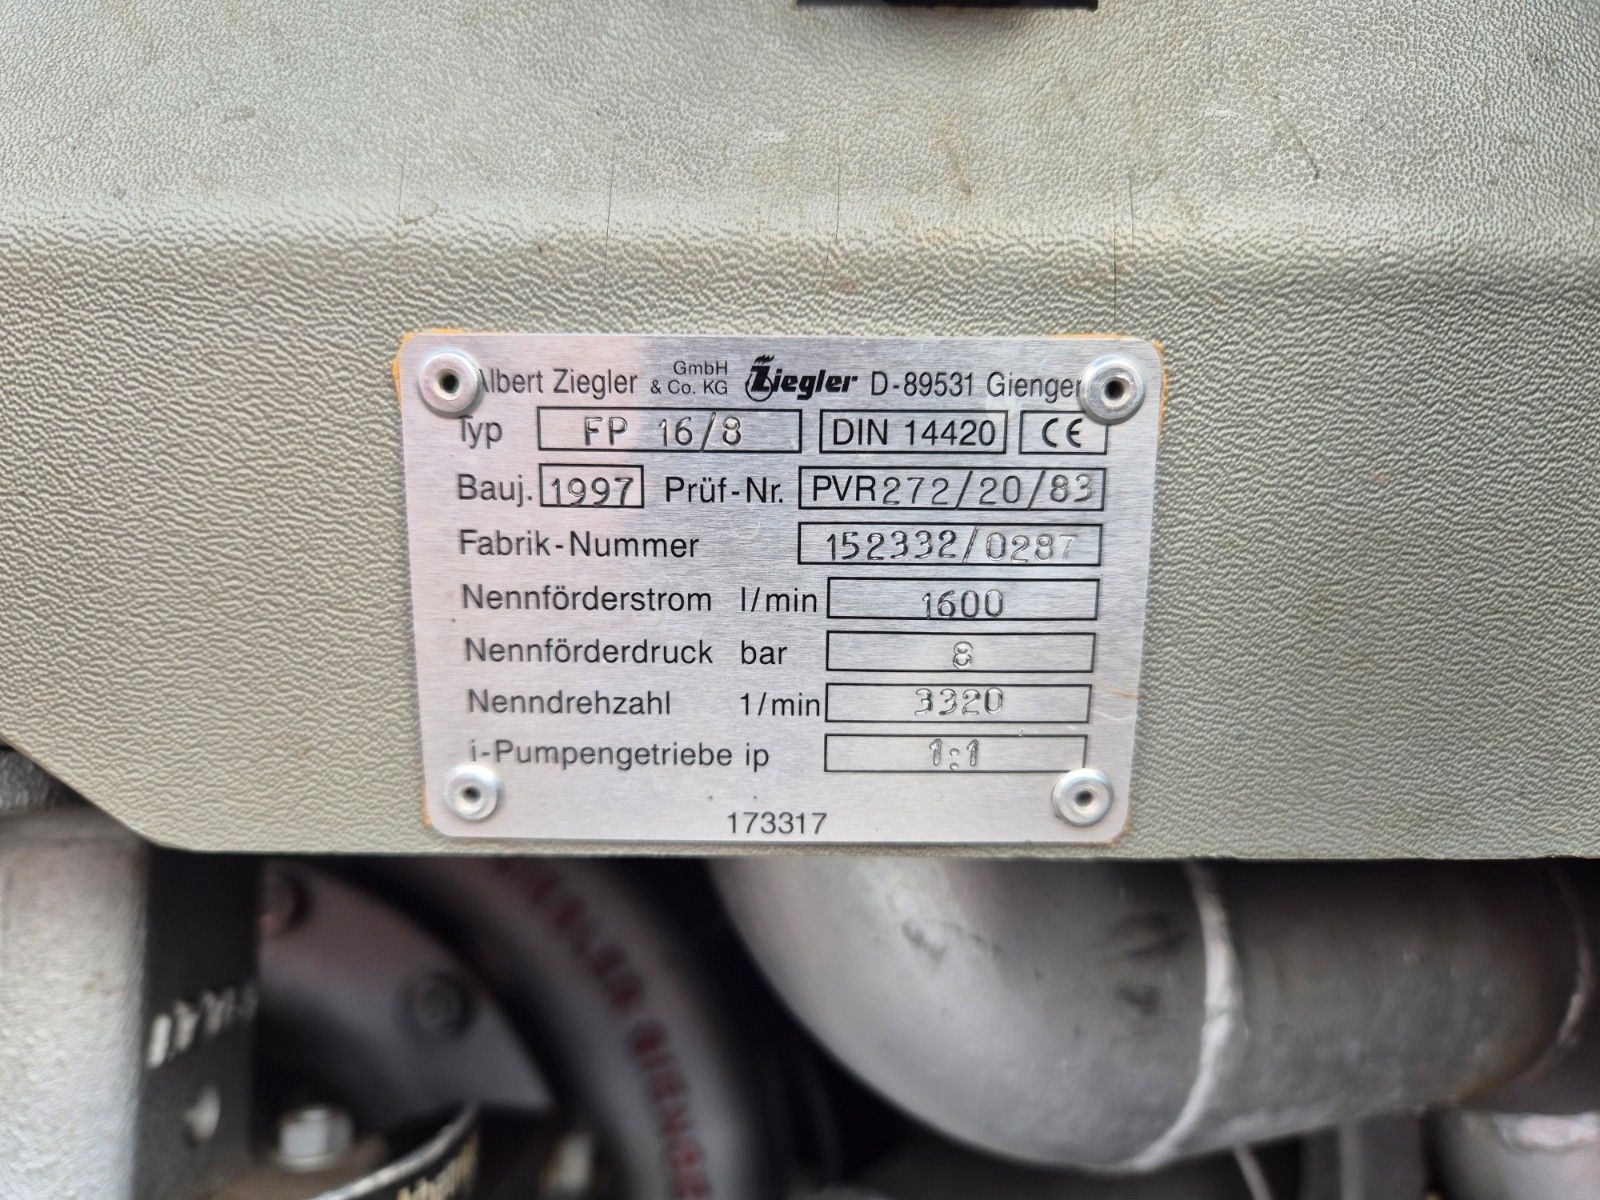 Albert Ziegler GmbH & Co. KG Ziegler D-89531 Giengen
Typ FP 16/8 DIN 14420 CE
Bauj. 1997 Prüf-Nr. PVR272/20/83
Fabrik-Nummer 152332/0287
Nennförderstrom l/min 1600
Nennförderdruck bar 8
Nenndrehzahl 1/min 3320
i-Pumpengetriebe ip 1:1
173317